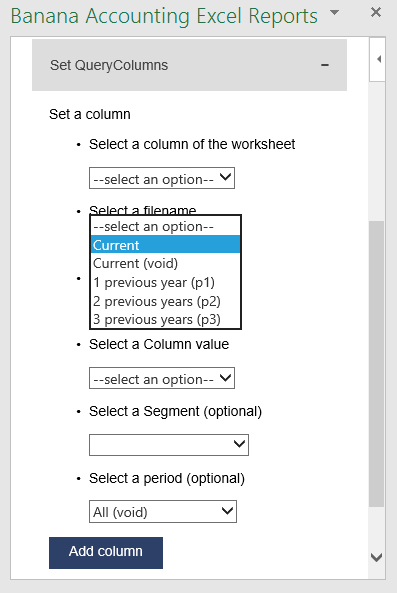 Banana Accounting Excel Reports
Set QueryColumns
Set a column
• Select a column of the worksheet
--select an option--
• Select a filename
--select an option--
Current
Current (void)
1 previous year (p1)
2 previous years (p2)
3 previous years (p3)
• Select a Column value
--select an option--
• Select a Segment (optional)
• Select a period (optional)
All (void)
Add column